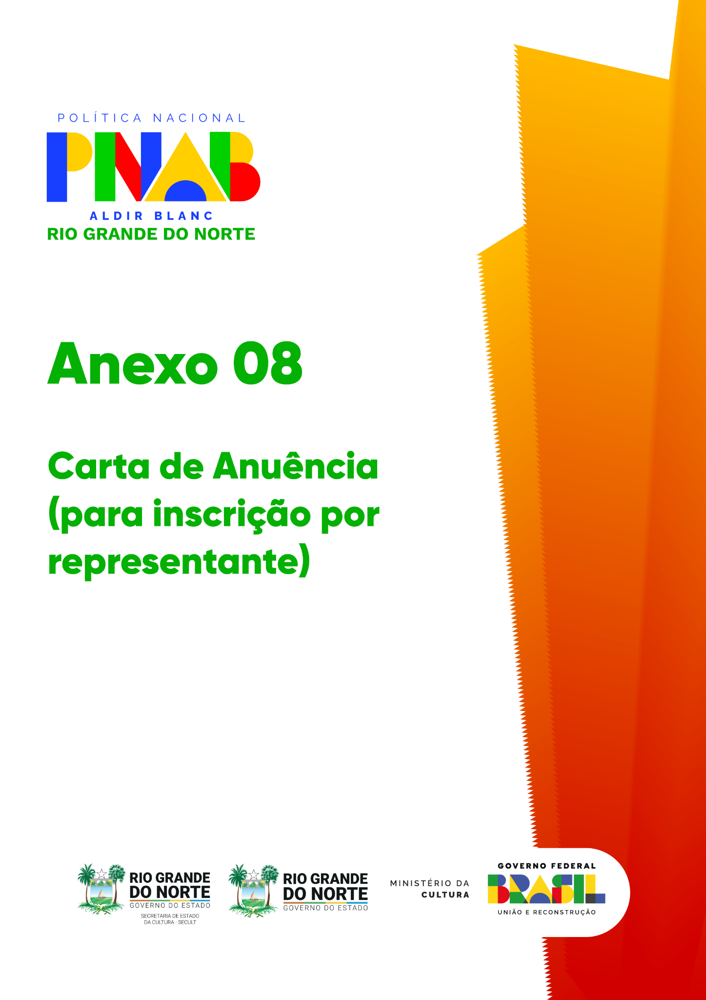 POLÍTICA NACIONAL
PNAB
ALDIR BLANC
RIO GRANDE DO NORTE
Anexo 08
Carta de Anuência
(para inscrição por
representante)
RIO GRANDE
DO NORTE
GOVERNO DO ESTADO
SECRETARIA DE ESTADO
DA CULTURA - SECULT
RIO GRANDE
DO NORTE
GOVERNO DO ESTADO
MINISTÉRIO DA
CULTURA
GOVERNO FEDERAL
BRASIL
UNIÃO E RECONSTRUÇÃO